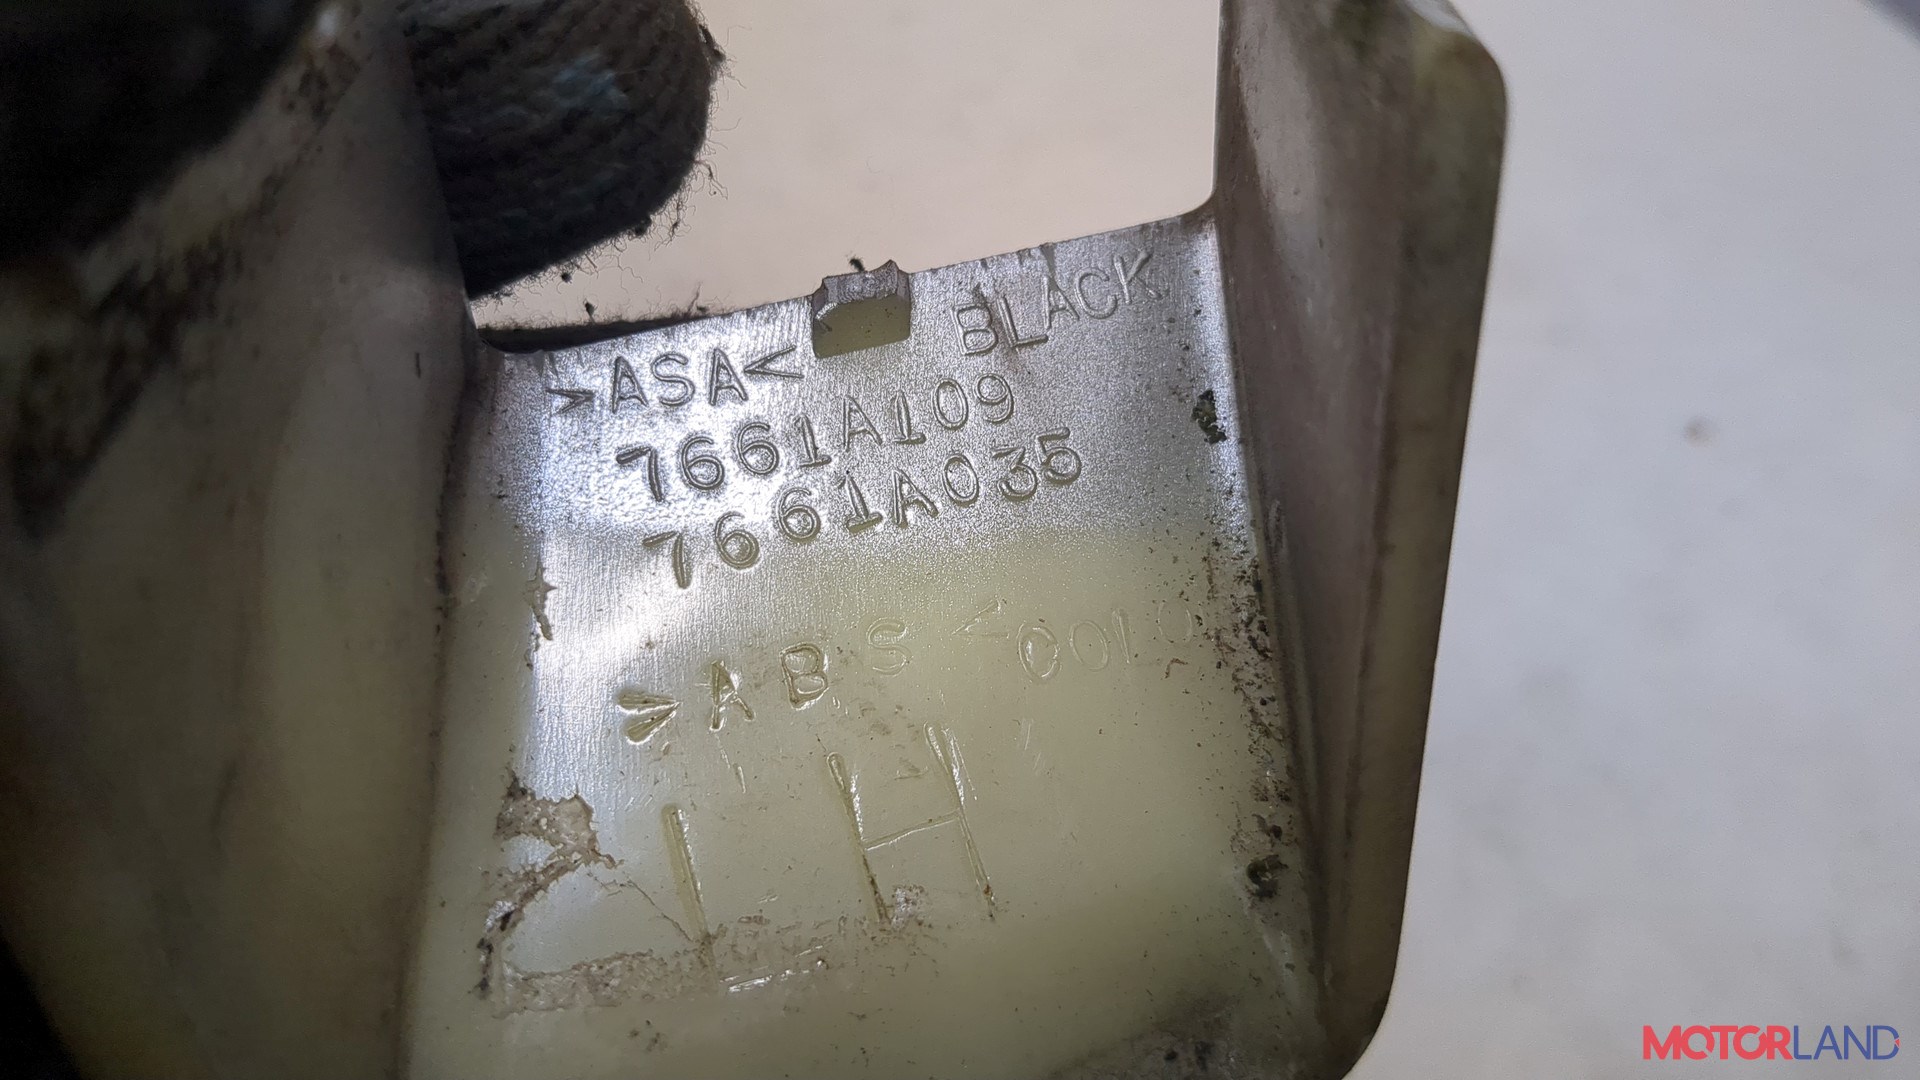 >ASA< BLACK
7661A109
7661A035
>ABS< COLO
LH
MOTORLAND